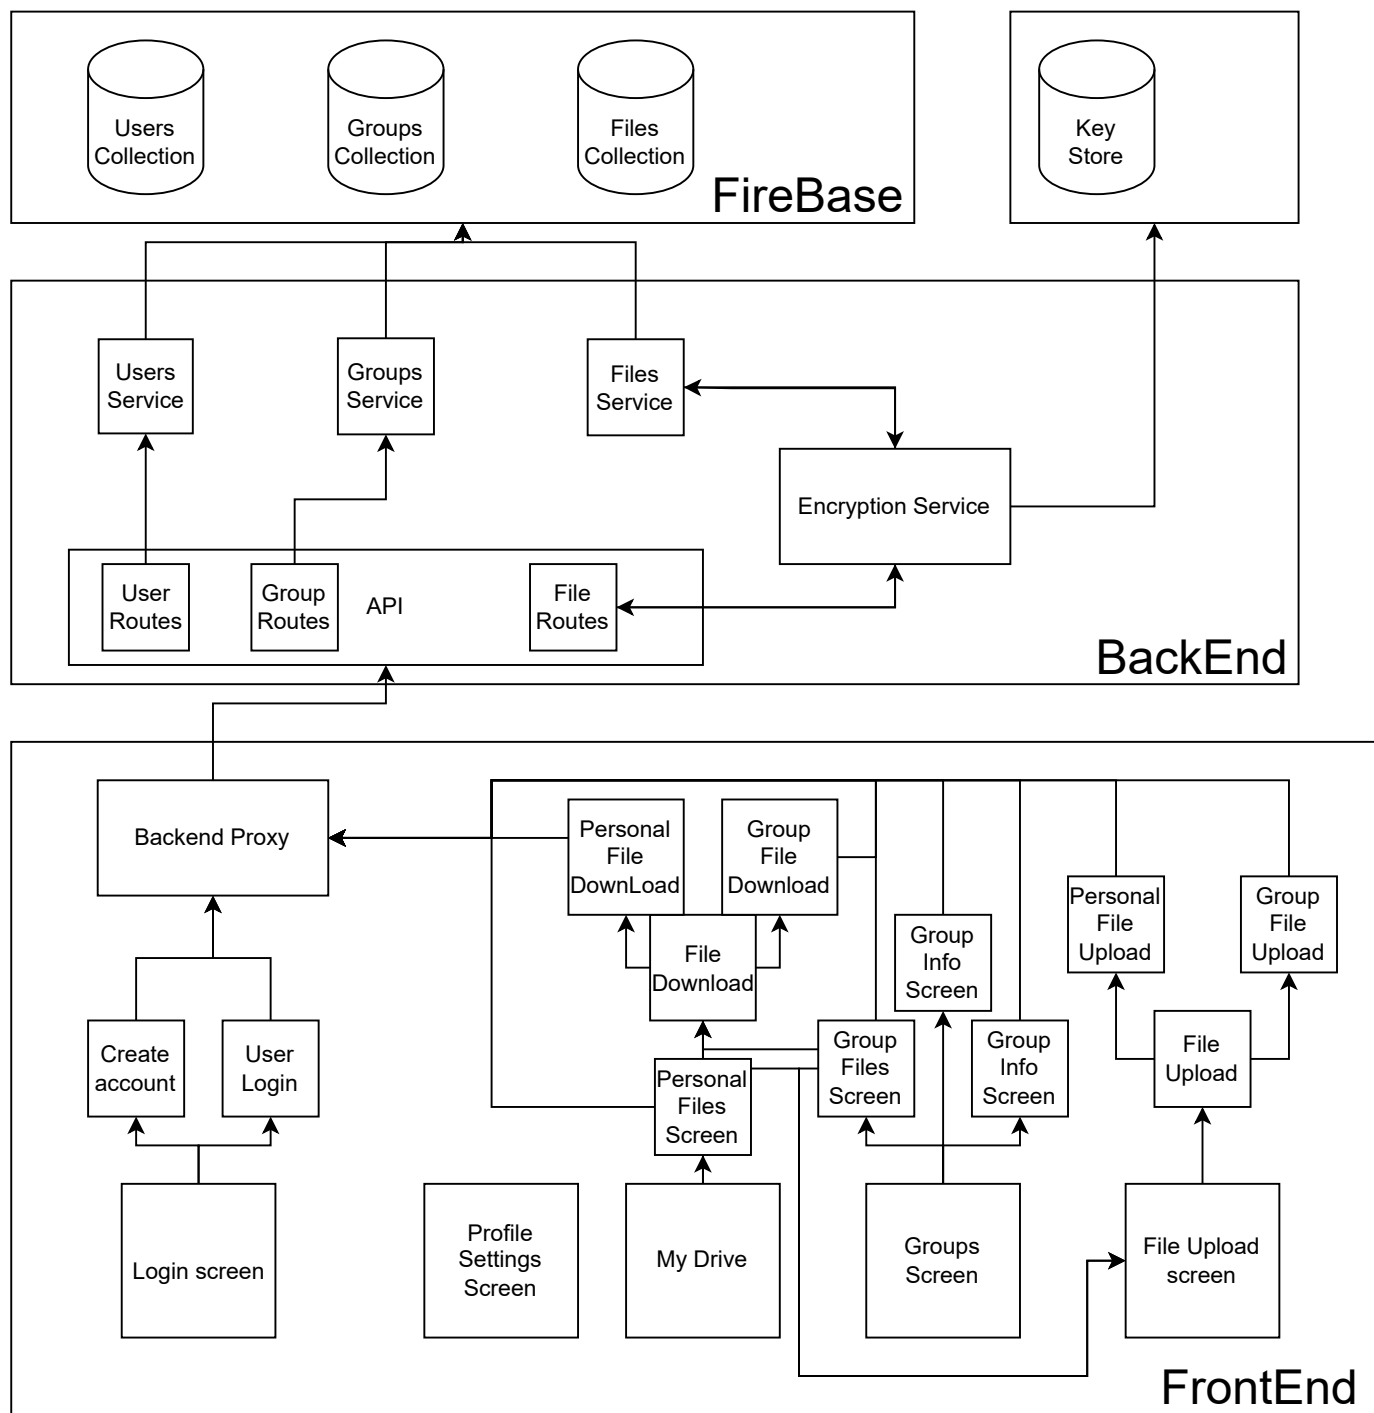 Users
Collection
Groups
Collection
Files
Collection
FireBase
Key
Store
Users
Service
Groups
Service
Files
Service
Encryption Service
User
Routes
Group
Routes
API
File
Routes
BackEnd
Backend Proxy
Personal
File
DownLoad
Group
File
Download
File
Download
Group
Info
Screen
Personal
File
Upload
Group
File
Upload
Create
account
User
Login
Personal
Files
Screen
Group
Files
Screen
Group
Info
Screen
File
Upload
Login screen
Profile
Settings
Screen
My Drive
Groups
Screen
File Upload
screen
FrontEnd